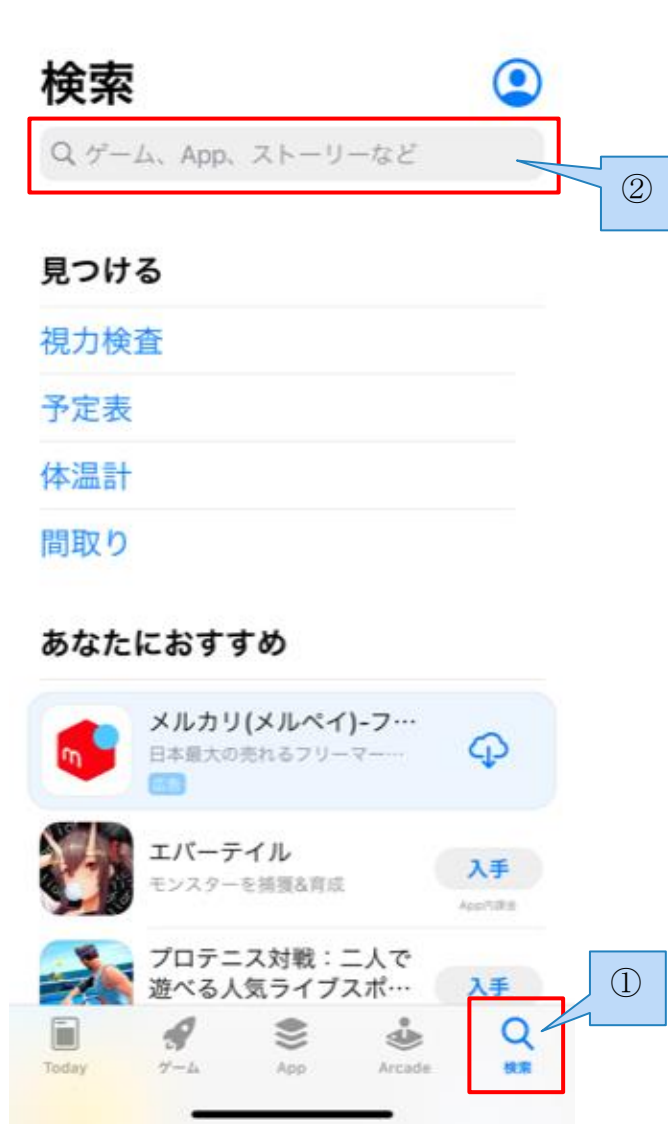 検索
ゲーム、App、ストーリーなど
②
見つける
視力検査
予定表
体温計
間取り
あなたにおすすめ
メルカリ(メルペイ)-フ…
日本最大の売れるフリーマー…
広告
エバーテイル
モンスターを捕獲&育成
入手
App内課金
プロテニス対戦：二人で
遊べる人気ライブスポ…
入手
①
Today
ゲーム
App
Arcade
検索